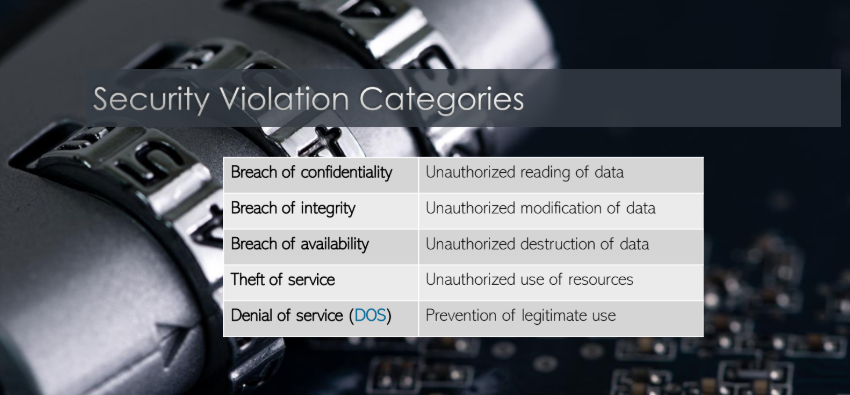 Security Violation Categories
Breach of confidentiality Unauthorized reading of data
Breach of integrity Unauthorized modification of data
Breach of availability Unauthorized destruction of data
Theft of service Unauthorized use of resources
Denial of service (DOS) Prevention of legitimate use